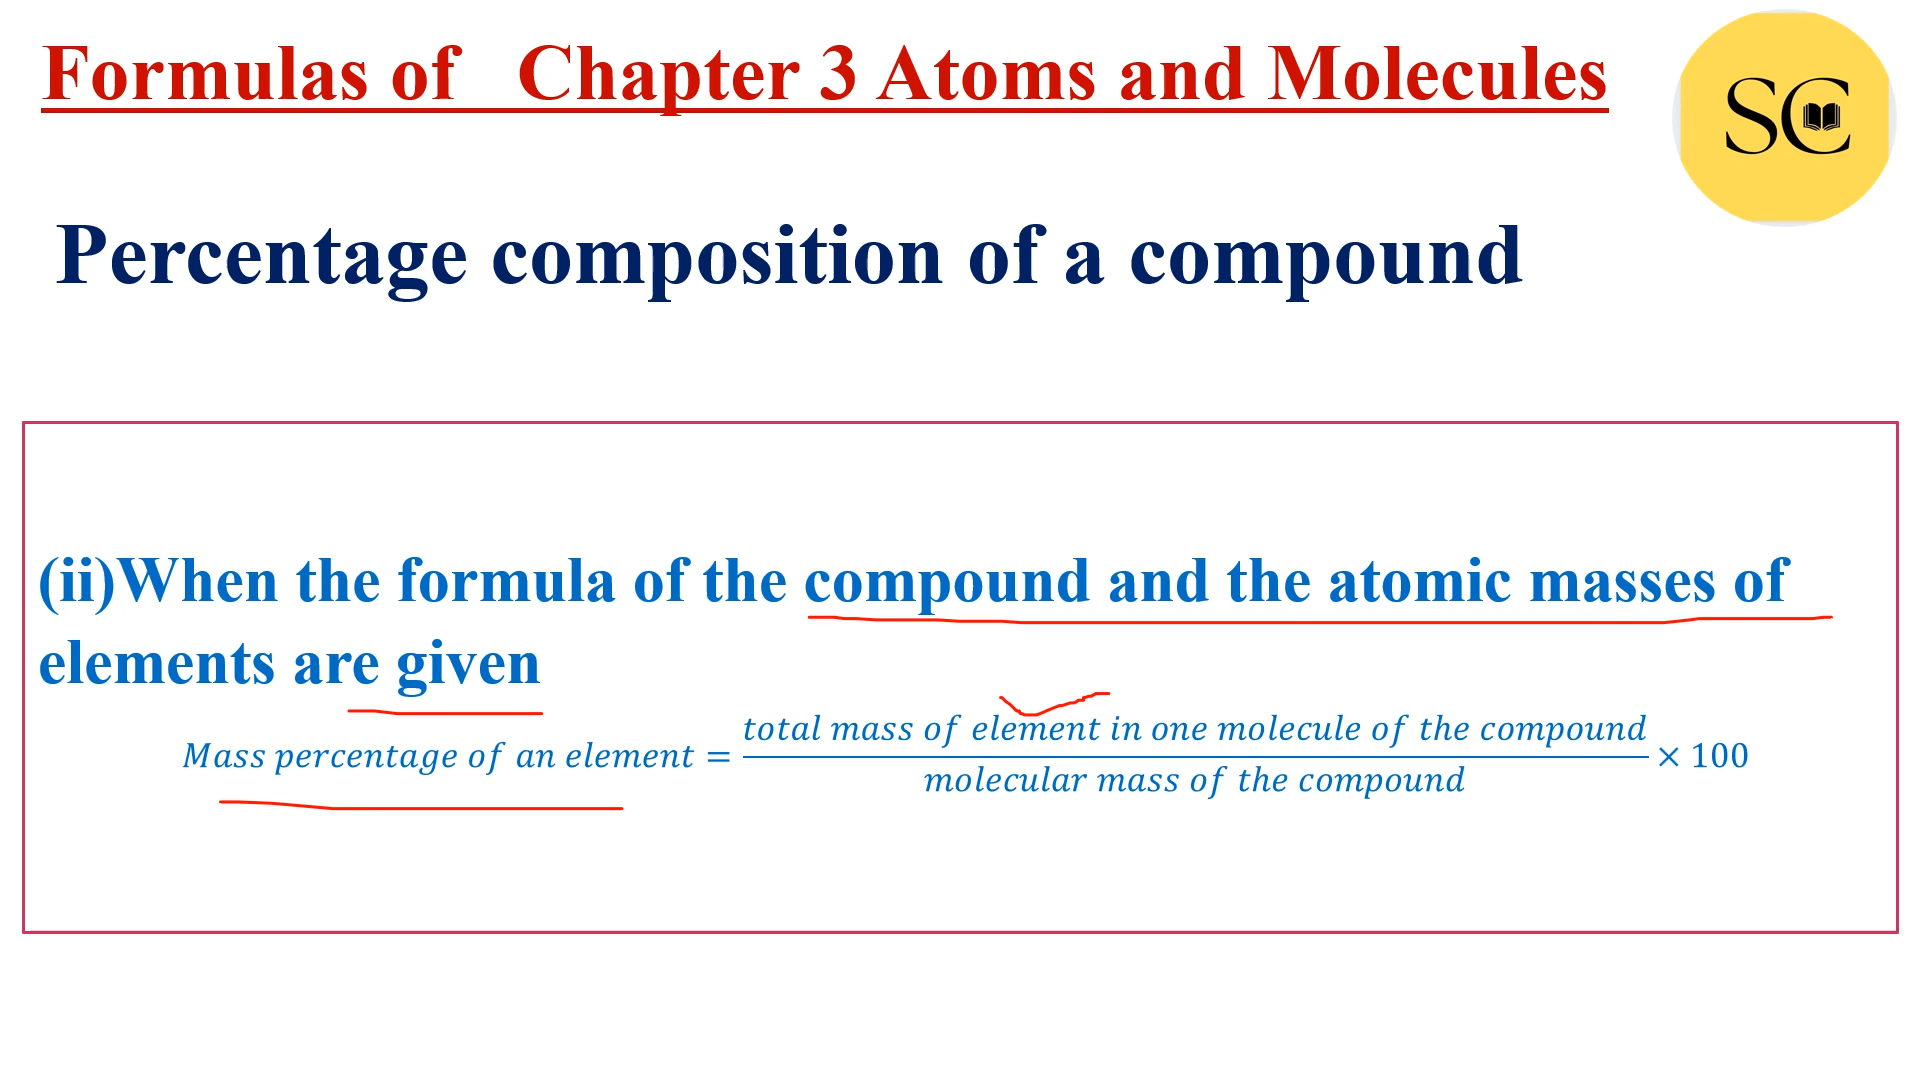 Formulas of Chapter 3 Atoms and Molecules
SC
Percentage composition of a compound
(ii)When the formula of the compound and the atomic masses of
elements are given
Mass percentage of an element = total mass of element in one molecule of the compound / molecular mass of the compound × 100